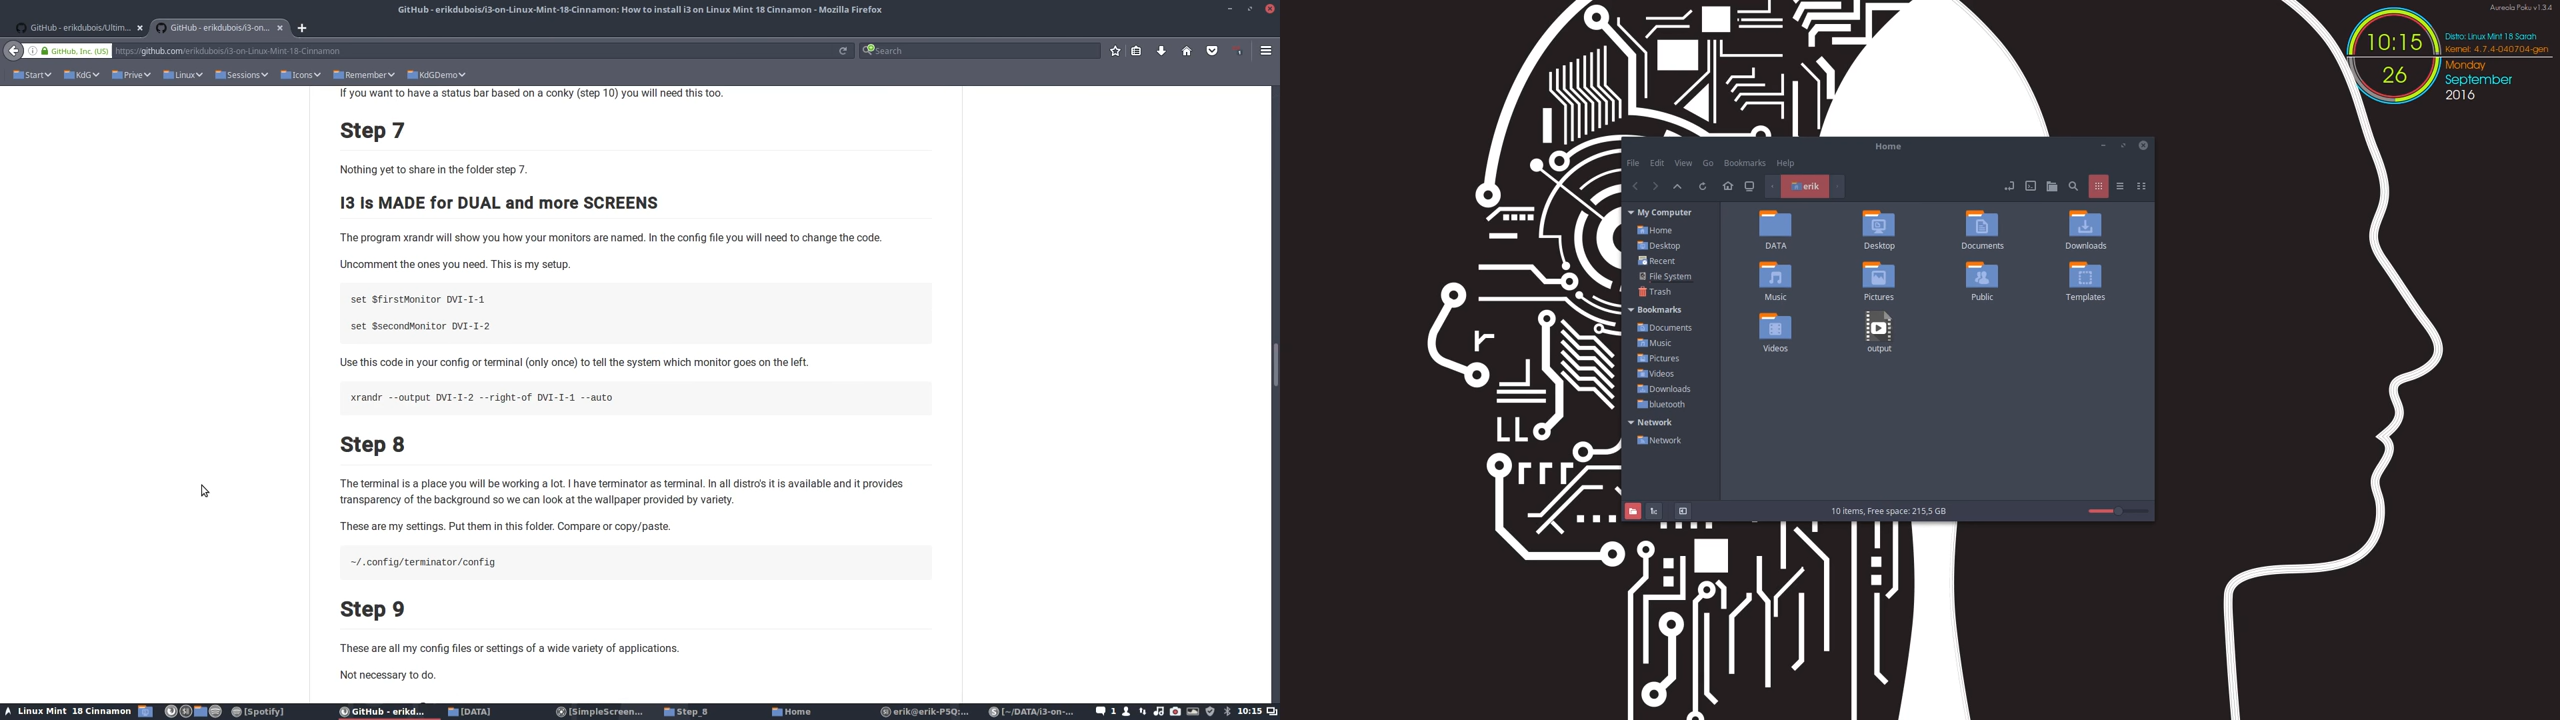 GitHub - erikdubois/i3-on-Linux-Mint-18-Cinnamon: How to install i3 on Linux Mint 18 Cinnamon - Mozilla Firefox
GitHub - erikdubois/Ultim...
GitHub - erikdubois/i3-on...
GitHub, Inc. (US)
https://github.com/erikdubois/i3-on-Linux-Mint-18-Cinnamon
Search
Start
KdG
Prive
Linux
Sessions
Icons
Remember
KdGDemo
If you want to have a status bar based on a conky (step 10) you will need this too.
Step 7
Nothing yet to share in the folder step 7.
I3 is MADE for DUAL and more SCREENS
The program xrandr will show you how your monitors are named. In the config file you will need to change the code.
Uncomment the ones you need. This is my setup.
set $firstMonitor DVI-I-1
set $secondMonitor DVI-I-2
Use this code in your config or terminal (only once) to tell the system which monitor goes on the left.
xrandr --output DVI-I-2 --right-of DVI-I-1 --auto
Step 8
The terminal is a place you will be working a lot. I have terminator as terminal. In all distro's it is available and it provides
transparency of the background so we can look at the wallpaper provided by variety.
These are my settings. Put them in this folder. Compare or copy/paste.
~/.config/terminator/config
Step 9
These are all my config files or settings of a wide variety of applications.
Not necessary to do.
Linux Mint 18 Cinnamon
[Spotify]
GitHub - erikd...
[DATA]
[SimpleScreen...
Step_8
Home
erik@erik-P5Q:...
[~/DATA/i3-on-...
1
10:15
Aureola Poku v1.3.4
10:15
26
Distro: Linux Mint 18 Sarah
Kernel: 4.7.4-040704-gen
Monday
September
2016
Home
File
Edit
View
Go
Bookmarks
Help
erik
My Computer
Home
Desktop
Recent
File System
Trash
Bookmarks
Documents
Music
Pictures
Videos
Downloads
bluetooth
Network
Network
DATA
Desktop
Documents
Downloads
Music
Pictures
Public
Templates
Videos
output
10 items, Free space: 215,5 GB